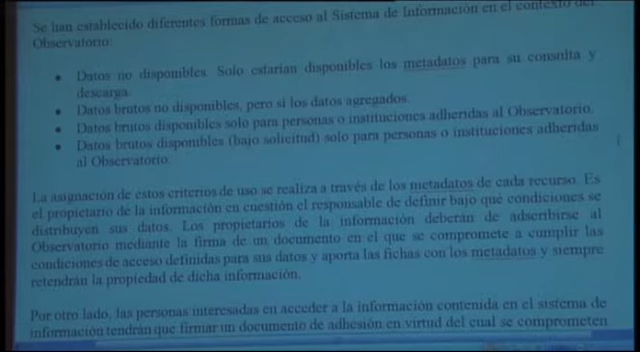 Se han establecido diferentes formas de acceso al Sistema de Información en el contexto del
Observatorio:
• Datos no disponibles. Solo estarían disponibles los metadatos para su consulta y
descarga.
• Datos brutos no disponibles, pero sí los datos agregados.
• Datos brutos disponibles solo para personas o instituciones adheridas al Observatorio.
• Datos brutos disponibles (bajo solicitud) solo para personas o instituciones adheridas
al Observatorio.
La asignación de estos criterios de uso se realiza a través de los metadatos de cada recurso. Es
el propietario de la información en cuestión el responsable de definir bajo qué condiciones se
distribuyen sus datos. Los propietarios de la información deberán de adscribirse al
Observatorio mediante la firma de un documento en el que se compromete a cumplir las
condiciones de acceso definidas para sus datos y aporta las fichas con los metadatos y siempre
retendrán la propiedad de dicha información.
Por otro lado, las personas interesadas en acceder a la información contenida en el sistema de
información tendrán que firmar un documento de adhesión en virtud del cual se comprometen